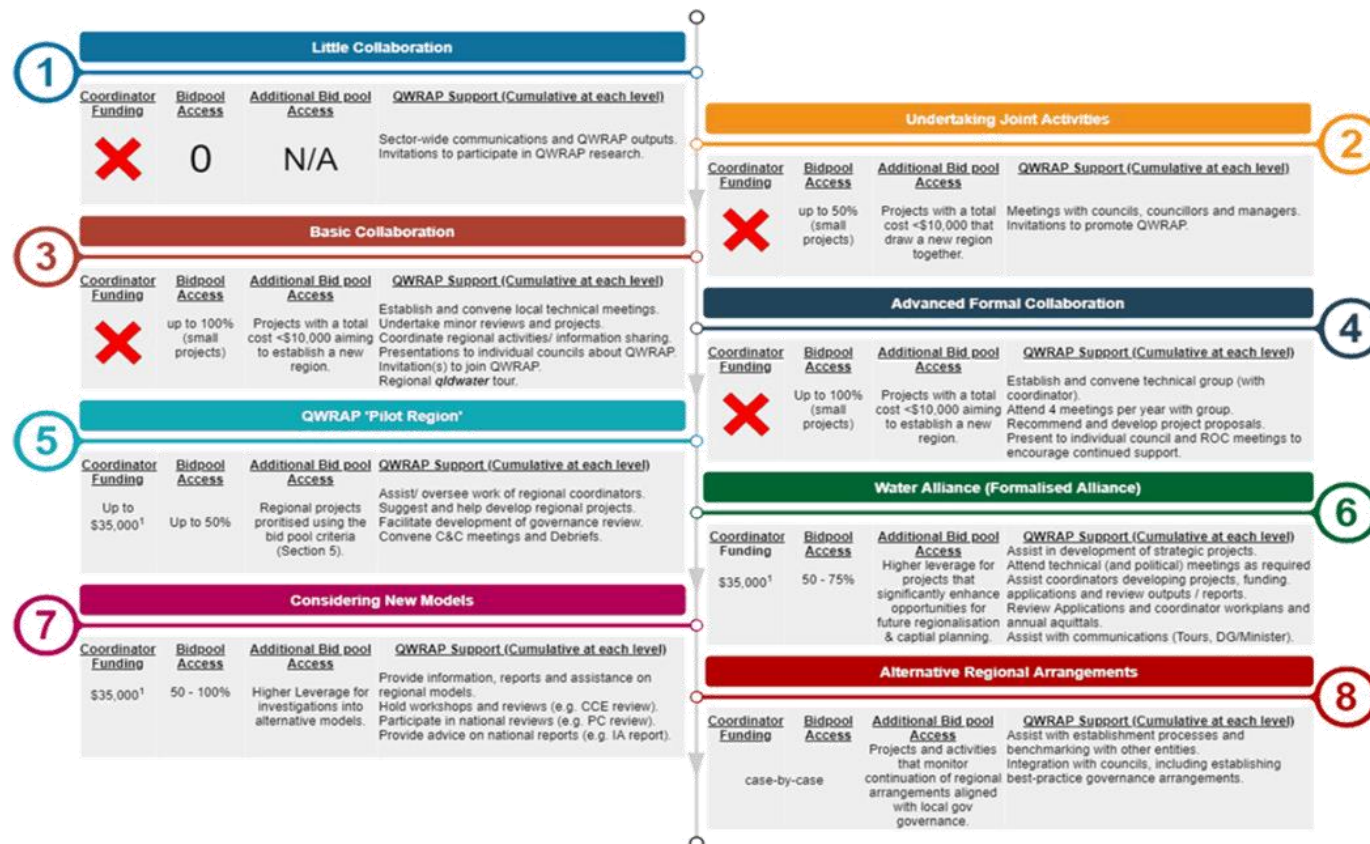 1
Little Collaboration
Coordinator Funding
Bidpool Access
Additional Bid pool Access
QWRAP Support (Cumulative at each level)
0
N/A
Sector-wide communications and QWRAP outputs.
Invitations to participate in QWRAP research.
2
Undertaking Joint Activities
Coordinator Funding
Bidpool Access
Additional Bid pool Access
QWRAP Support (Cumulative at each level)
up to 50%
(small
projects)
Projects with a total
cost <$10,000 that
draw a new region
together.
Meetings with councils, councillors and managers.
Invitations to promote QWRAP.
3
Basic Collaboration
Coordinator Funding
Bidpool Access
Additional Bid pool Access
QWRAP Support (Cumulative at each level)
up to 100%
(small
projects)
Projects with a total
cost <$10,000 aiming
to establish a new
region.
Establish and convene local technical meetings.
Undertake minor reviews and projects.
Coordinate regional activities/ information sharing.
Presentations to individual councils about QWRAP.
Invitation(s) to join QWRAP.
Regional qldwater tour.
4
Advanced Formal Collaboration
Coordinator Funding
Bidpool Access
Additional Bid pool Access
QWRAP Support (Cumulative at each level)
Up to 100%
(small
projects)
Projects with a total
cost <$10,000 aiming
to establish a new
region.
Establish and convene technical group (with
coordinator).
Attend 4 meetings per year with group.
Recommend and develop project proposals.
Present to individual council and ROC meetings to
encourage continued support.
5
QWRAP 'Pilot Region'
Coordinator Funding
Bidpool Access
Additional Bid pool Access
QWRAP Support (Cumulative at each level)
Up to
$35,000¹
Up to 50%
Regional projects
proritised using the
bid pool criteria
(Section 5).
Assist/ oversee work of regional coordinators.
Suggest and help develop regional projects.
Facilitate development of governance review.
Convene C&C meetings and Debriefs.
6
Water Alliance (Formalised Alliance)
Coordinator Funding
Bidpool Access
Additional Bid pool Access
QWRAP Support (Cumulative at each level)
$35,000¹
50 - 75%
Higher leverage for
projects that
significantly enhance
opportunities for
future regionalisation
& captial planning.
Assist in development of strategic projects.
Attend technical (and political) meetings as required
Assist coordinators developing projects, funding.
applications and review outputs / reports.
Review Applications and coordinator workplans and
annual aquittals.
Assist with communications (Tours, DG/Minister).
7
Considering New Models
Coordinator Funding
Bidpool Access
Additional Bid pool Access
QWRAP Support (Cumulative at each level)
$35,000¹
50 - 100%
Higher Leverage for
investigations into
alternative models.
Provide information, reports and assistance on
regional models.
Hold workshops and reviews (e.g. CCE review).
Participate in national reviews (e.g. PC review).
Provide advice on national reports (e.g. IA report).
8
Alternative Regional Arrangements
Coordinator Funding
Bidpool Access
Additional Bid pool Access
QWRAP Support (Cumulative at each level)
case-by-case
Projects and activities
that monitor
continuation of regional
arrangements aligned
with local gov
governance.
Assist with establishment processes and
benchmarking with other entities.
Integration with councils, including establishing
best-practice governance arrangements.